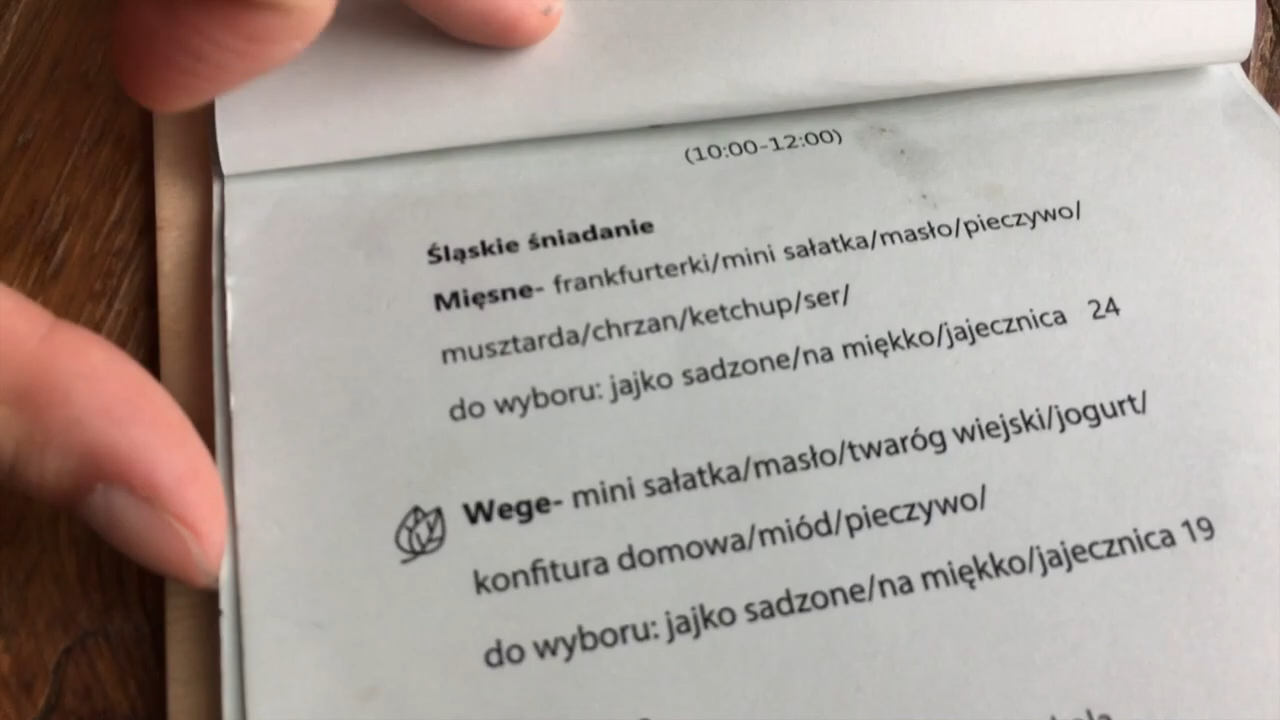 (10:00-12:00)
Śląskie śniadanie
Mięsne- frankfurterki/mini sałatka/masło/pieczywo/
musztarda/chrzan/ketchup/ser/
do wyboru: jajko sadzone/na miękko/jajecznica 24
Wege- mini sałatka/masło/twaróg wiejski/jogurt/
konfitura domowa/miód/pieczywo/
do wyboru: jajko sadzone/na miękko/jajecznica 19